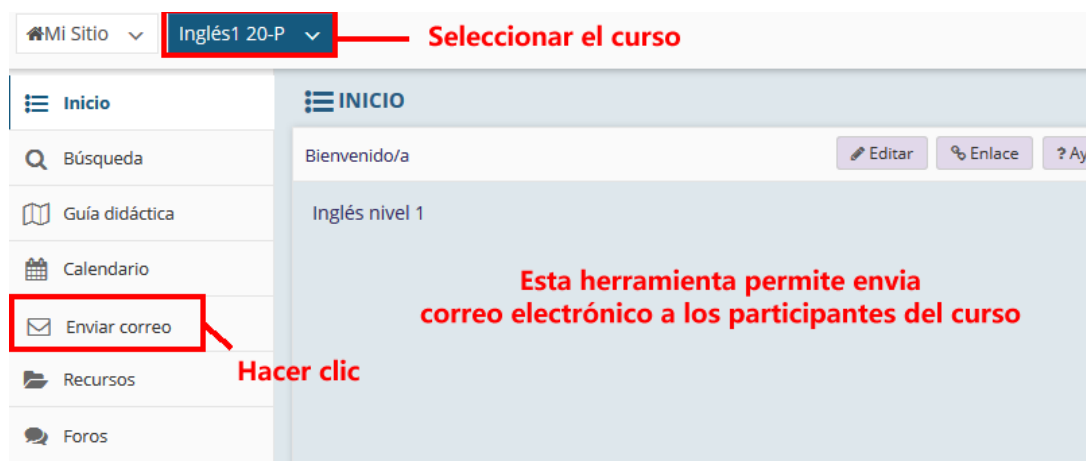 Mi Sitio
Inglés1 20-P
Seleccionar el curso
Inicio
INICIO
Búsqueda
Bienvenido/a
Editar
Enlace
? Ay
Guía didáctica
Inglés nivel 1
Calendario
Esta herramienta permite envia
correo electrónico a los participantes del curso
Enviar correo
Hacer clic
Recursos
Foros